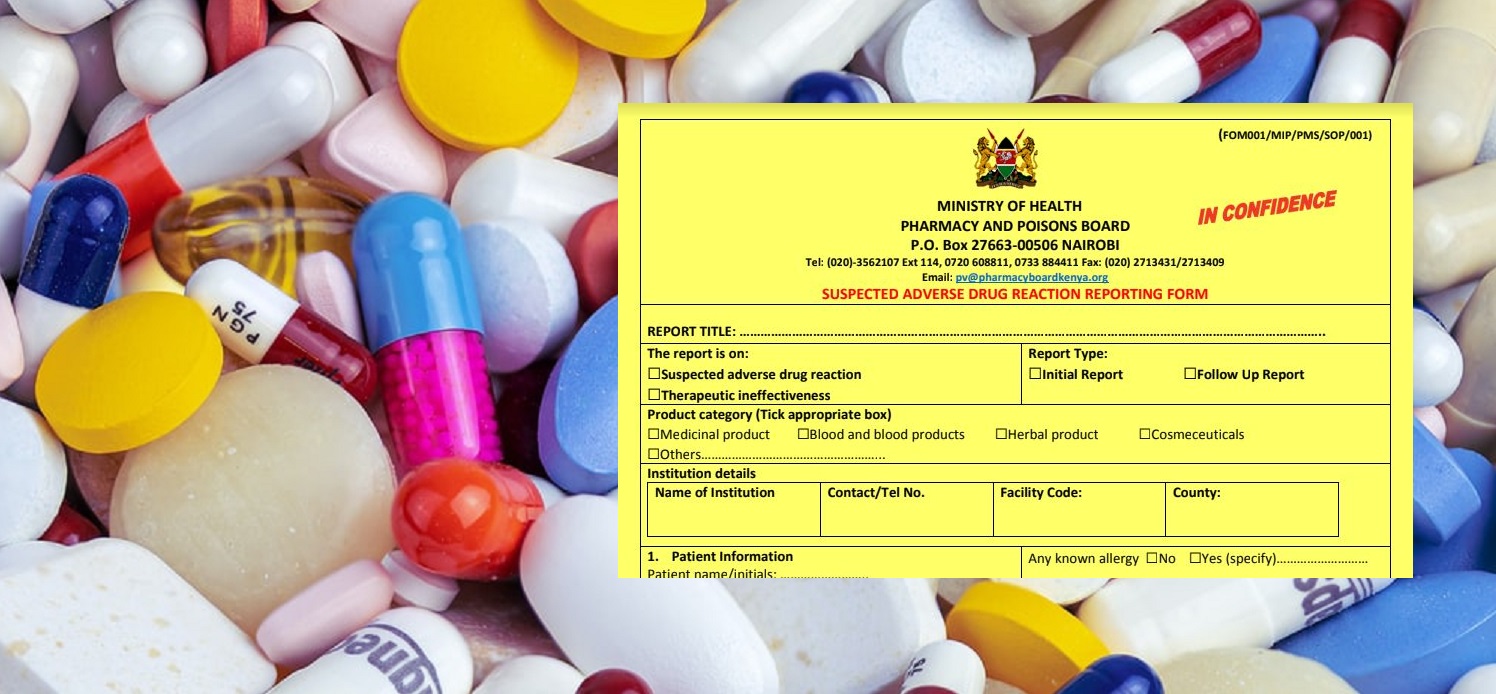 (FOM001/MIP/PMS/SOP/001)
MINISTRY OF HEALTH
IN CONFIDENCE
PHARMACY AND POISONS BOARD
P.O. Box 27663-00506 NAIROBI
Tel: (020)-3562107 Ext 114, 0720 608811, 0733 884411 Fax: (020) 2713431/2713409
Email: pv@pharmacyboardkenya.org
SUSPECTED ADVERSE DRUG REACTION REPORTING FORM
REPORT TITLE: ……………………………………………………………………………………………………………………………..
The report is on:
☐Suspected adverse drug reaction
☐Therapeutic ineffectiveness
Report Type:
☐Initial Report ☐Follow Up Report
Product category (Tick appropriate box)
☐Medicinal product ☐Blood and blood products ☐Herbal product ☐Cosmeceuticals
☐Others……………………………………...
Institution details
Name of Institution Contact/Tel No. Facility Code: County:
1. Patient Information
Patient name/initials: …………………
Any known allergy ☐No ☐Yes (specify)…………………
PGN
75